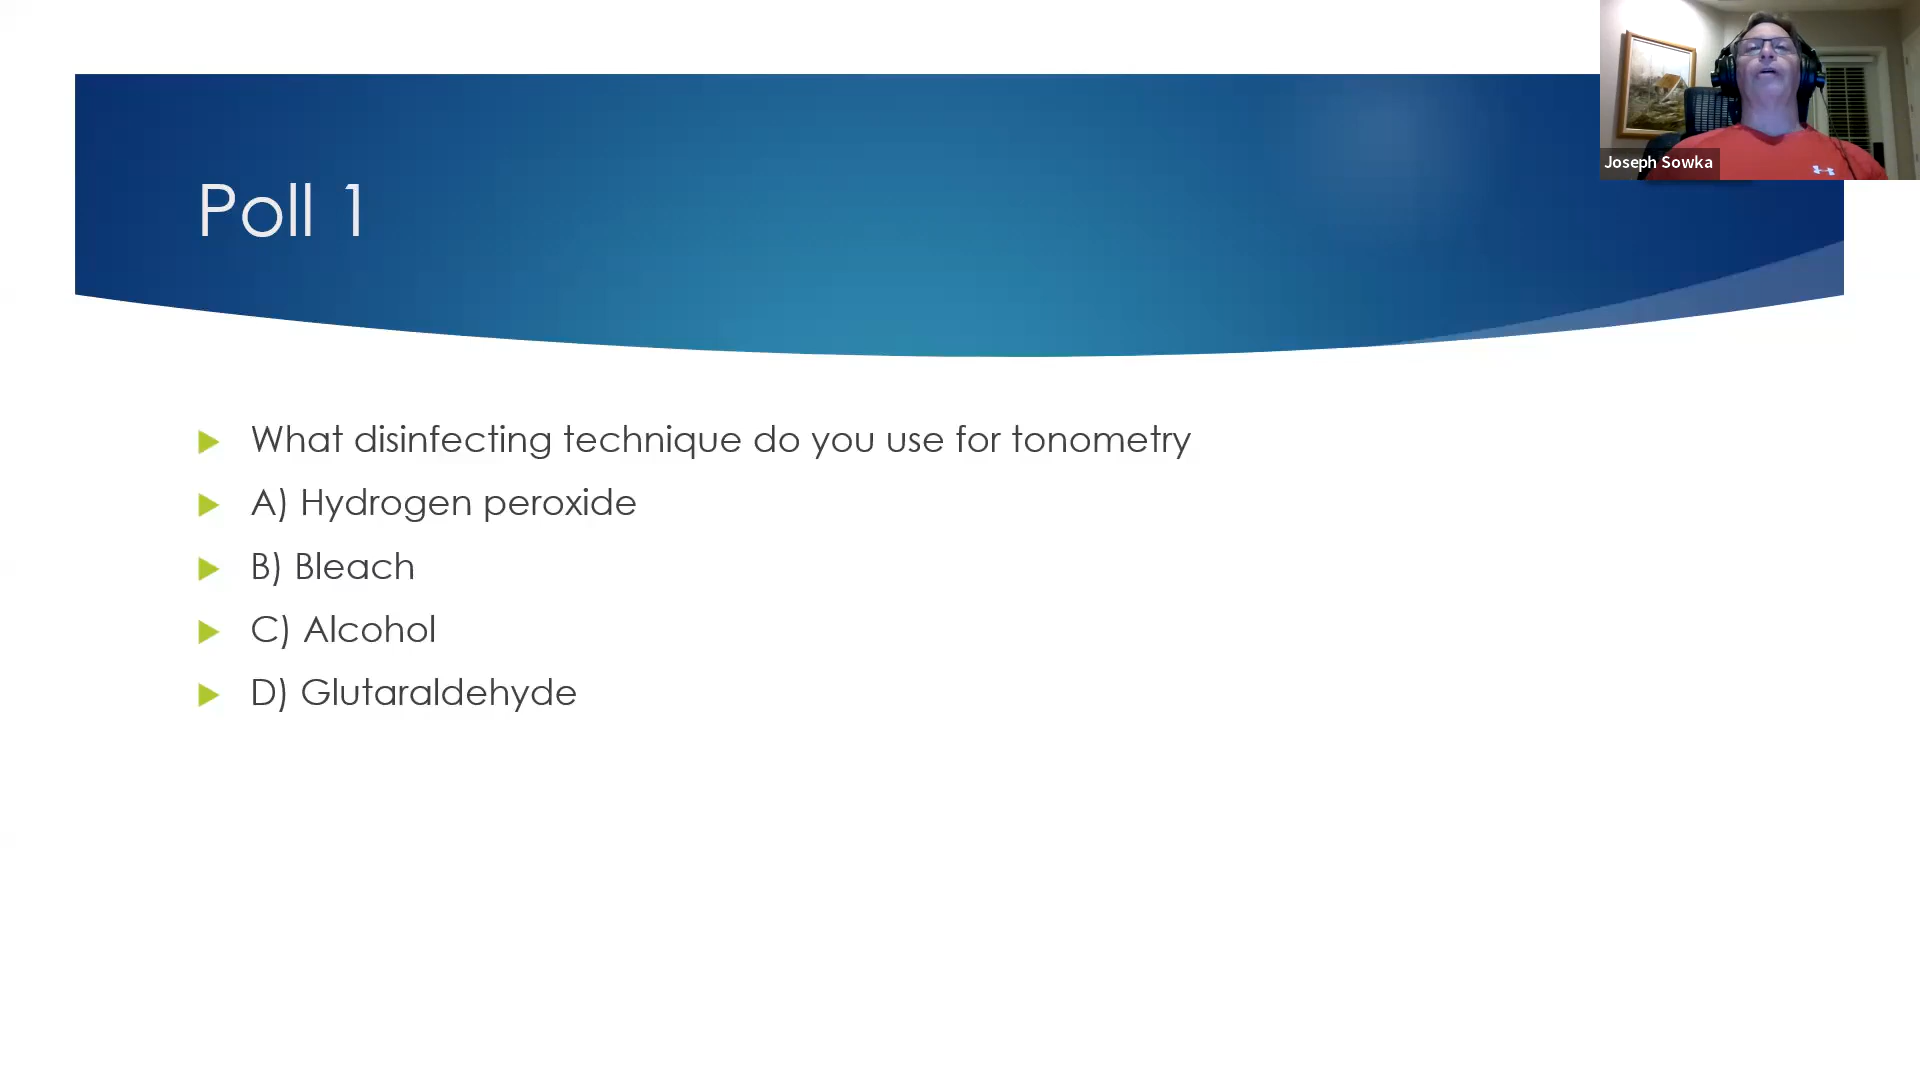 Joseph Sowka
Poll 1
What disinfecting technique do you use for tonometry
A) Hydrogen peroxide
B) Bleach
C) Alcohol
D) Glutaraldehyde